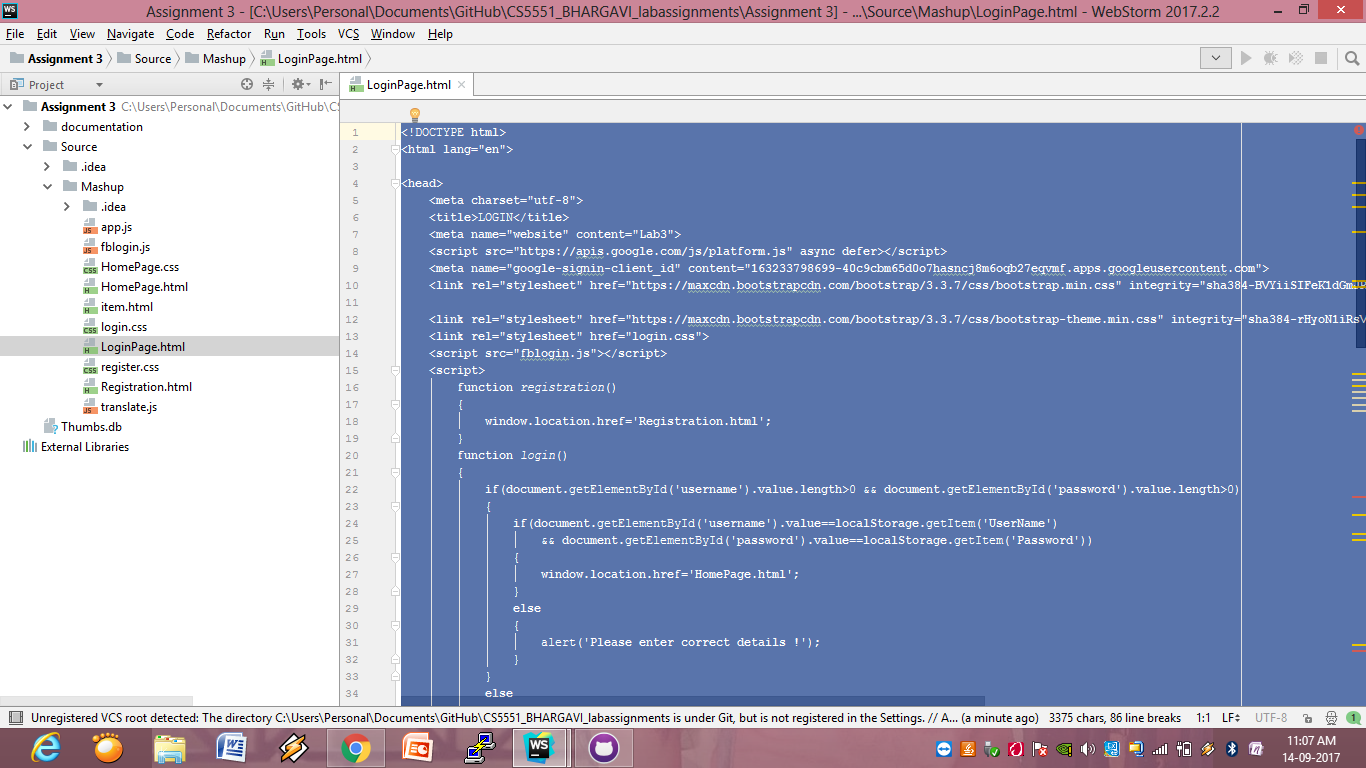 WS
Assignment 3 - [C:\Users\Personal\Documents\GitHub\CS5551_BHARGAVI_labassignments\Assignment 3] - ...\Source\Mashup\LoginPage.html - WebStorm 2017.2.2
File Edit View Navigate Code Refactor Run Tools VCS Window Help
Assignment 3 Source Mashup LoginPage.html
Project
LoginPage.html
Assignment 3 C:\Users\Personal\Documents\GitHub\CS
documentation
Source
.idea
Mashup
.idea
app.js
fblogin.js
HomePage.css
HomePage.html
item.html
login.css
LoginPage.html
register.css
Registration.html
translate.js
Thumbs.db
External Libraries
1 <!DOCTYPE html>
2 <html lang="en">
3
4 <head>
5 <meta charset="utf-8">
6 <title>LOGIN</title>
7 <meta name="website" content="Lab3">
8 <script src="https://apis.google.com/js/platform.js" async defer></script>
9 <meta name="google-signin-client_id" content="163233798699-40c9cbm65d0o7hasncj8m6oqb27eqvmf.apps.googleusercontent.com">
10 <link rel="stylesheet" href="https://maxcdn.bootstrapcdn.com/bootstrap/3.3.7/css/bootstrap.min.css" integrity="sha384-BVYiiSIFeK1dGmJR
11
12 <link rel="stylesheet" href="https://maxcdn.bootstrapcdn.com/bootstrap/3.3.7/css/bootstrap-theme.min.css" integrity="sha384-rHyoN1iRsV
13 <link rel="stylesheet" href="login.css">
14 <script src="fblogin.js"></script>
15 <script>
16 function registration()
17 {
18 window.location.href='Registration.html';
19 }
20 function login()
21 {
22 if(document.getElementById('username').value.length>0 && document.getElementById('password').value.length>0)
23 {
24 if(document.getElementById('username').value==localStorage.getItem('UserName')
25 && document.getElementById('password').value==localStorage.getItem('Password'))
26 {
27 window.location.href='HomePage.html';
28 }
29 else
30 {
31 alert('Please enter correct details !');
32 }
33 }
34 else
Unregistered VCS root detected: The directory C:\Users\Personal\Documents\GitHub\CS5551_BHARGAVI_labassignments is under Git, but is not registered in the Settings. // A... (a minute ago) 3375 chars, 86 line breaks 1:1 LF UTF-8 1
WS
11:07 AM
14-09-2017